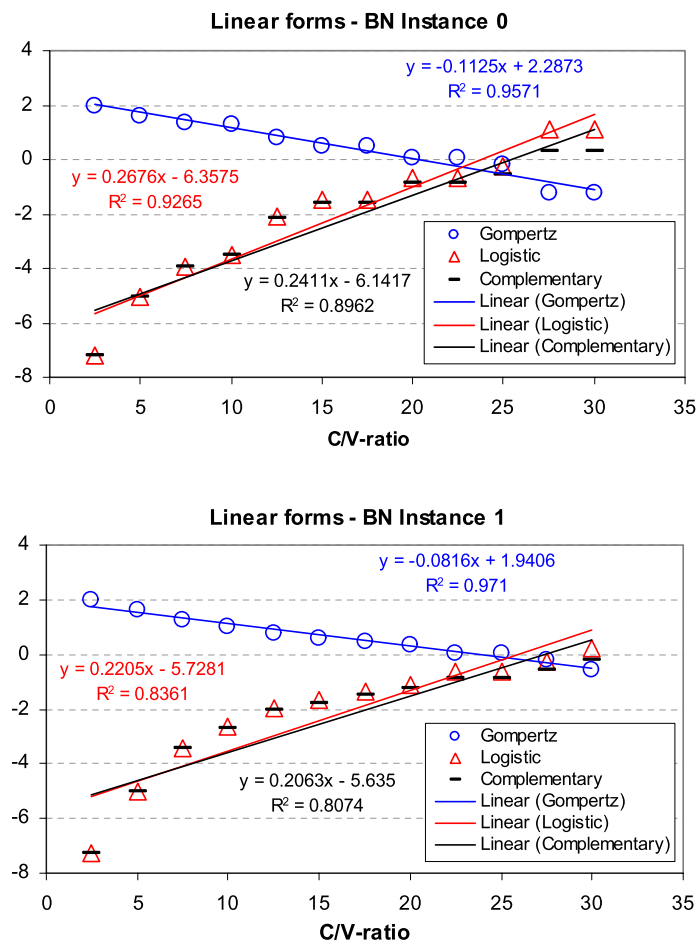 Linear forms - BN Instance 0
y = -0.1125x + 2.2873
R² = 0.9571
y = 0.2676x - 6.3575
R² = 0.9265
y = 0.2411x - 6.1417
R² = 0.8962
4
2
0
-2
-4
-6
-8
Gompertz
Logistic
Complementary
Linear (Gompertz)
Linear (Logistic)
Linear (Complementary)
0 5 10 15 20 25 30 35
C/V-ratio
Linear forms - BN Instance 1
y = -0.0816x + 1.9406
R² = 0.971
y = 0.2205x - 5.7281
R² = 0.8361
y = 0.2063x - 5.635
R² = 0.8074
4
2
0
-2
-4
-6
-8
Gompertz
Logistic
Complementary
Linear (Gompertz)
Linear (Logistic)
Linear (Complementary)
0 5 10 15 20 25 30 35
C/V-ratio